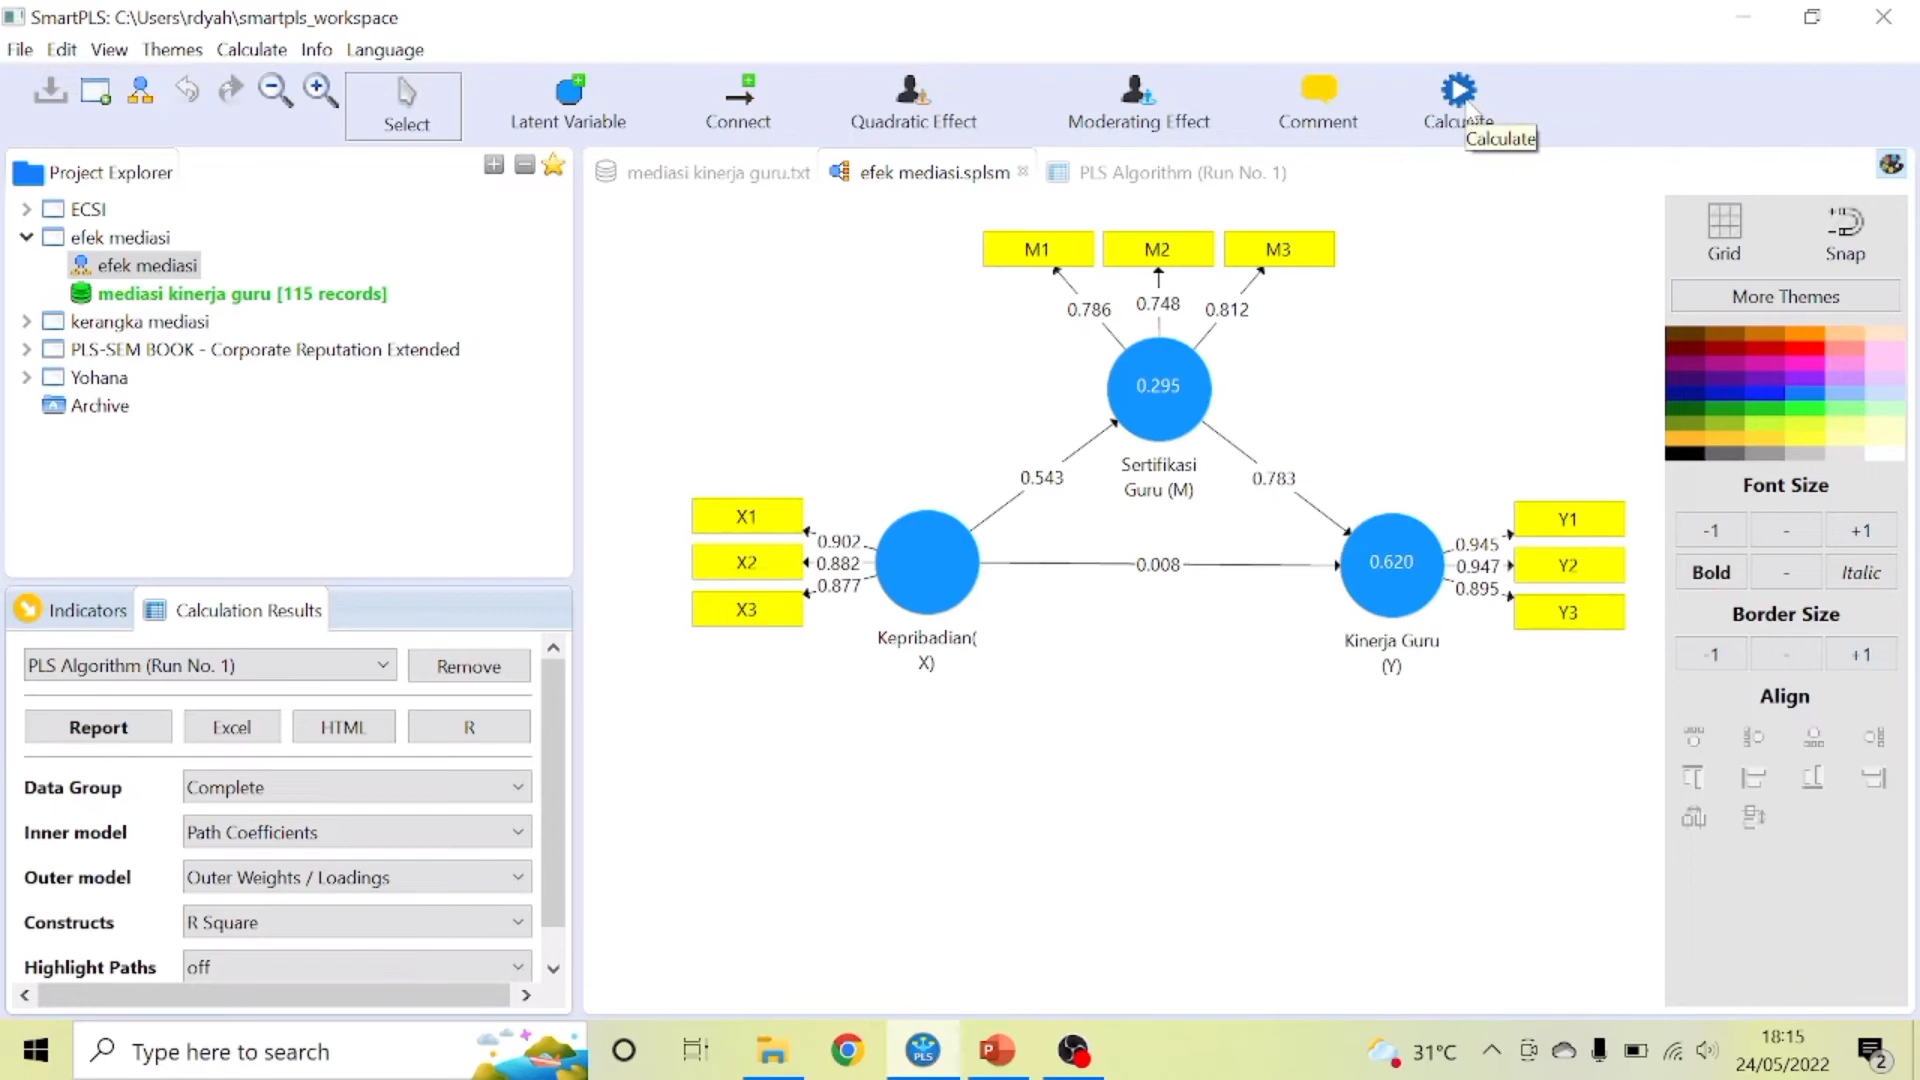 SmartPLS: C:\Users\rdyah\smartpls_workspace
File Edit View Themes Calculate Info Language
Select
Latent Variable
Connect
Quadratic Effect
Moderating Effect
Comment
Calculate
Project Explorer
ECSI
efek mediasi
efek mediasi
mediasi kinerja guru [115 records]
kerangka mediasi
PLS-SEM BOOK - Corporate Reputation Extended
Yohana
Archive
Indicators
Calculation Results
PLS Algorithm (Run No. 1)
Remove
Report
Excel
HTML
R
Data Group
Complete
Inner model
Path Coefficients
Outer model
Outer Weights / Loadings
Constructs
R Square
Highlight Paths
off
mediasi kinerja guru.txt
efek mediasi.splsm
PLS Algorithm (Run No. 1)
M1 M2 M3
0.786 0.748 0.812
0.295
Sertifikasi
Guru (M)
0.543
0.783
X1
X2
X3
0.902
0.882
0.877
Kepribadian(
X)
0.008
0.620
Kinerja Guru
(Y)
0.945
0.947
0.895
Y1
Y2
Y3
Grid
Snap
More Themes
Font Size
-1 - +1
Bold - Italic
Border Size
-1 - +1
Align
Type here to search
PLS
P
31°C
18:15
24/05/2022
2